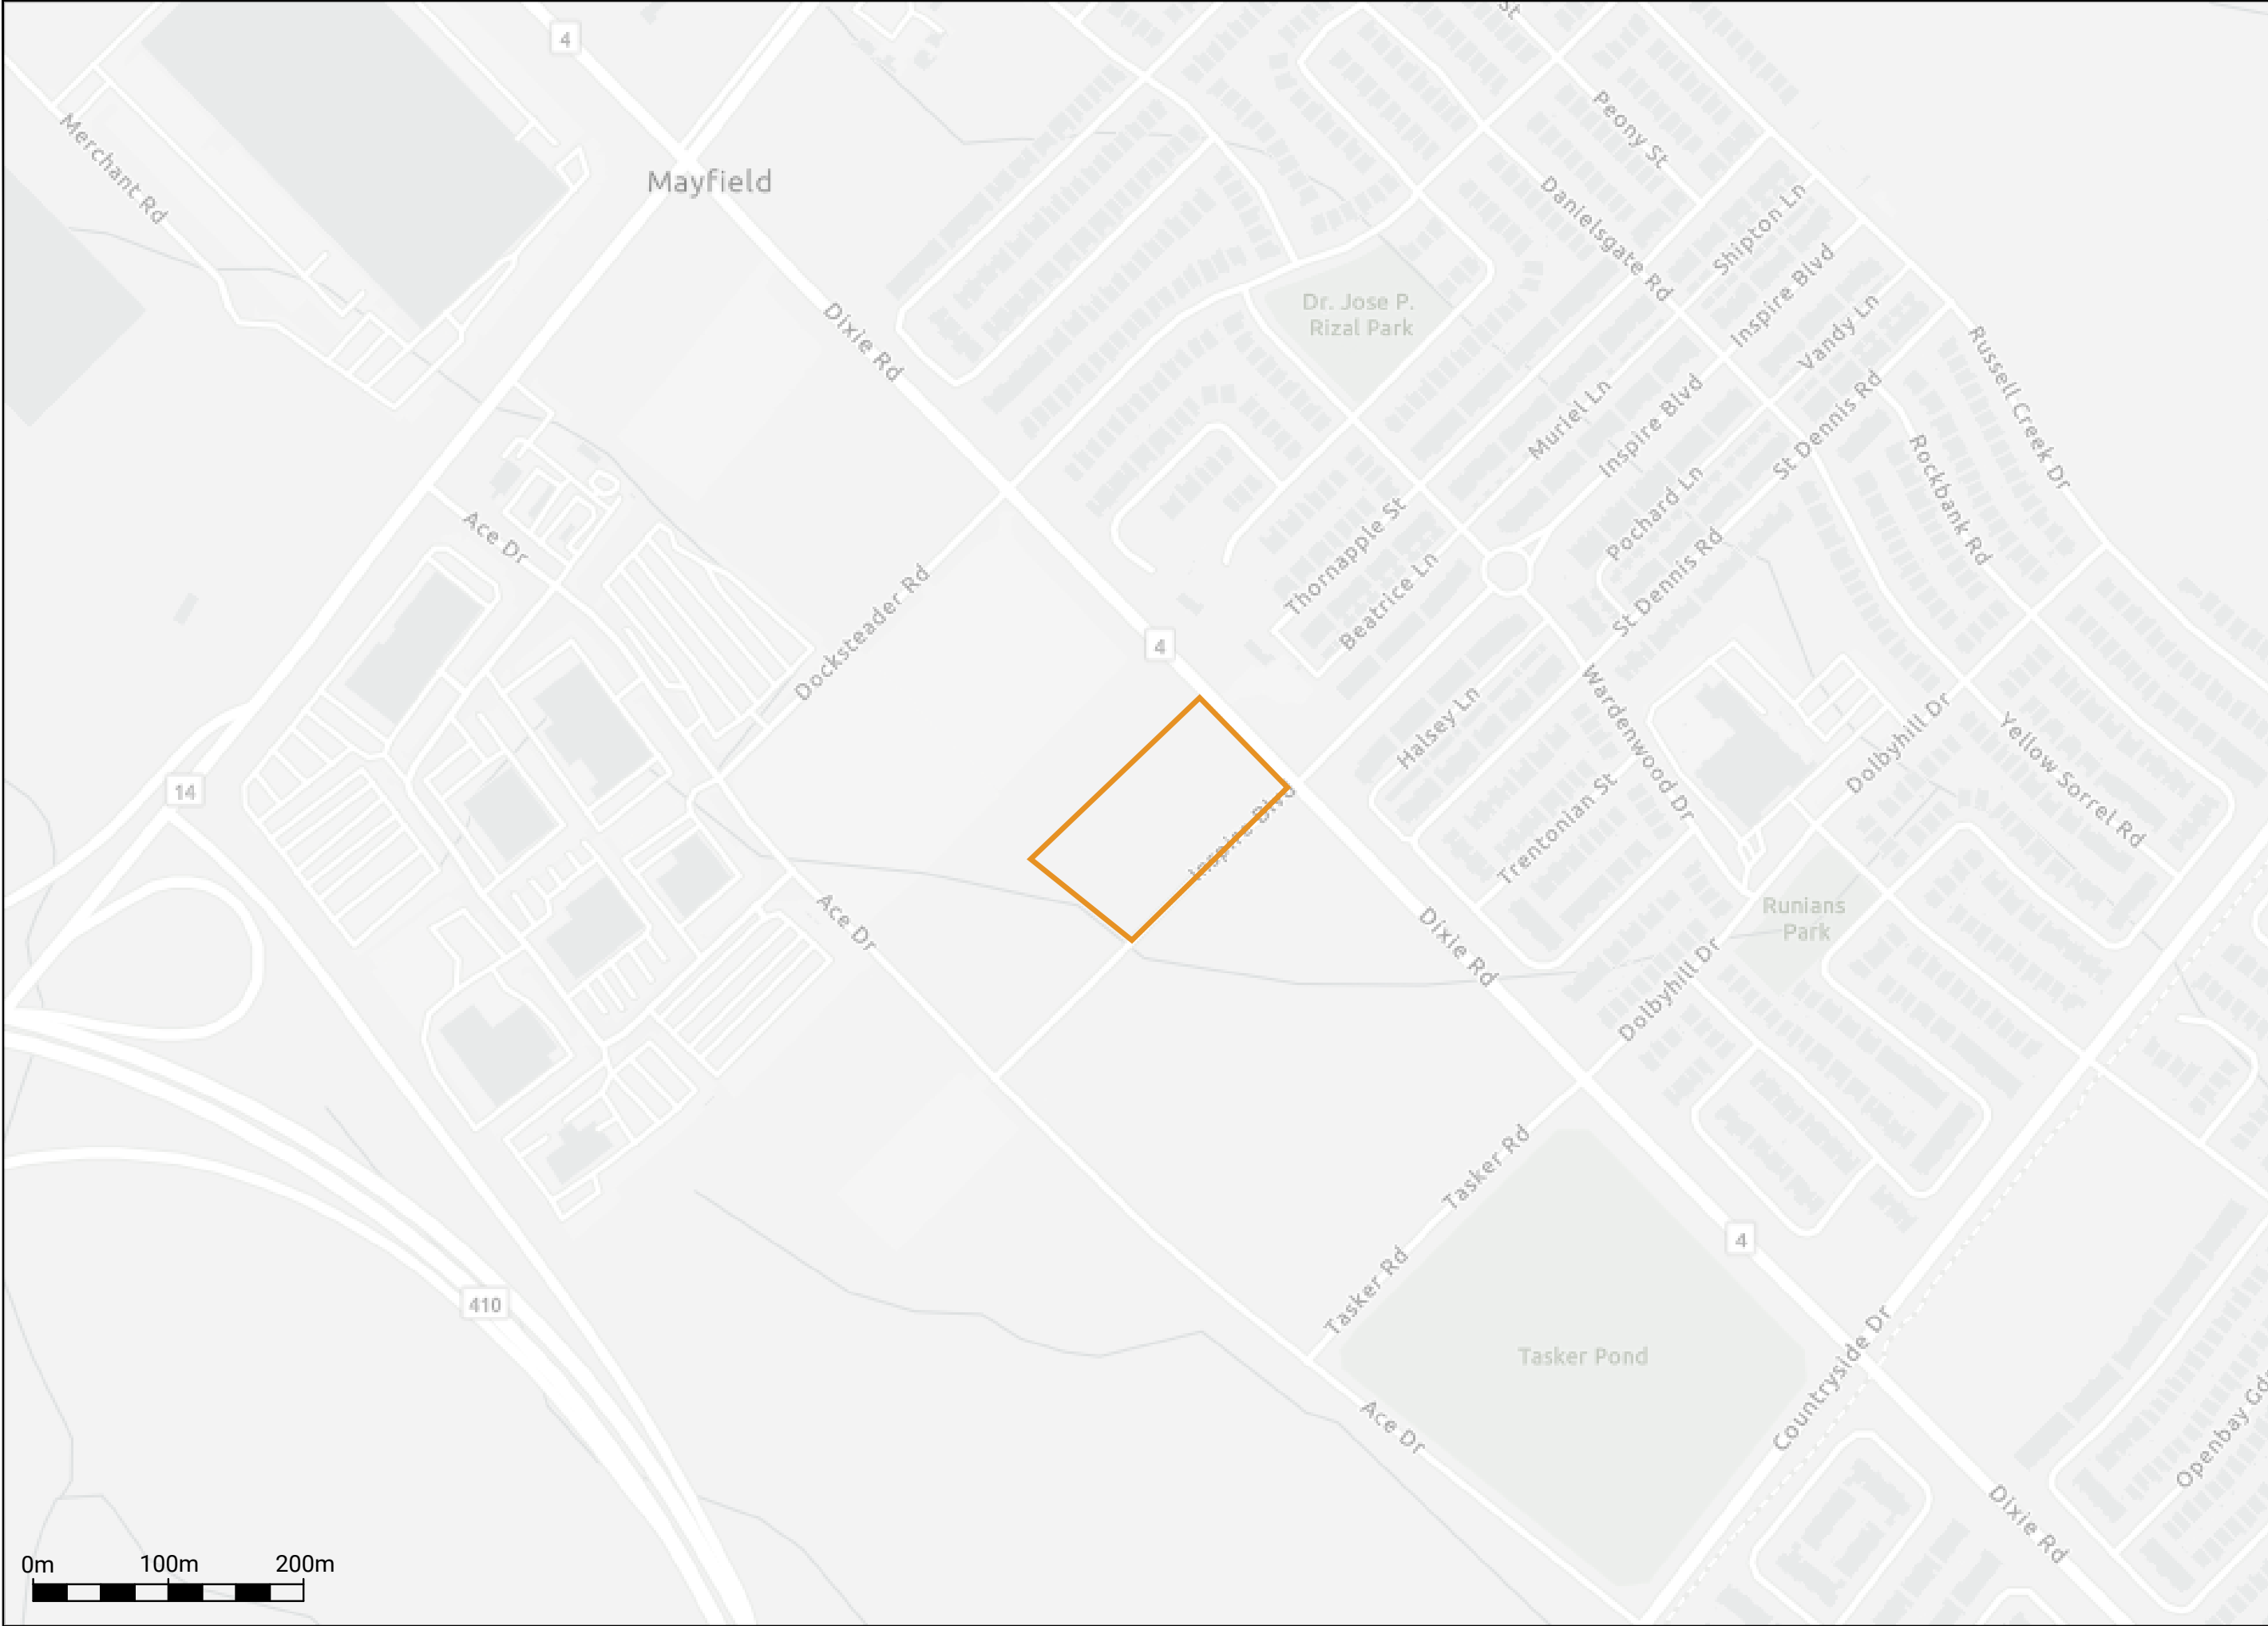 4
St
Peony St
Merchant Rd
Mayfield
Danielsgate Rd
Shipton Ln
Inspire Blvd
Dr. Jose P.
Rizal Park
Dixie Rd
Vandy Ln
Russell Creek Dr
Muriel Ln
Inspire Blvd
St Dennis Rd
Rockbank Rd
Ace Dr
Thornapple St
Pochard Ln
Beatrice Ln
St Dennis Rd
Docksteader Rd
4
Halsey Ln
Wardenwood Dr
Dolbyhill Dr
Yellow Sorrel Rd
14
Inspire Blvd
Trentonian St
Ace Dr
Dixie Rd
Runians
Park
Dolbyhill Dr
Tasker Rd
4
Tasker Rd
410
Tasker Pond
Countryside Dr
Ace Dr
Openbay
Dixie Rd
0m 100m 200m